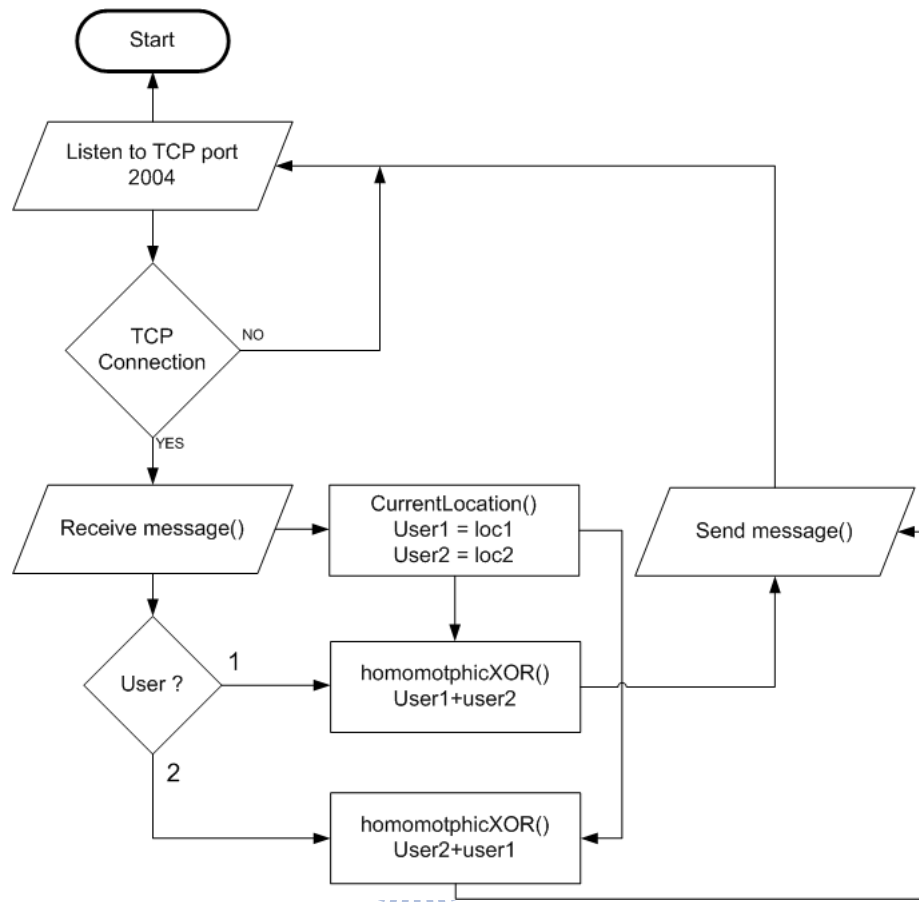 Start
Listen to TCP port
2004
TCP
Connection
NO
YES
Receive message()
CurrentLocation()
User1 = loc1
User2 = loc2
Send message()
User ?
1
homomotphicXOR()
User1+user2
2
homomotphicXOR()
User2+user1